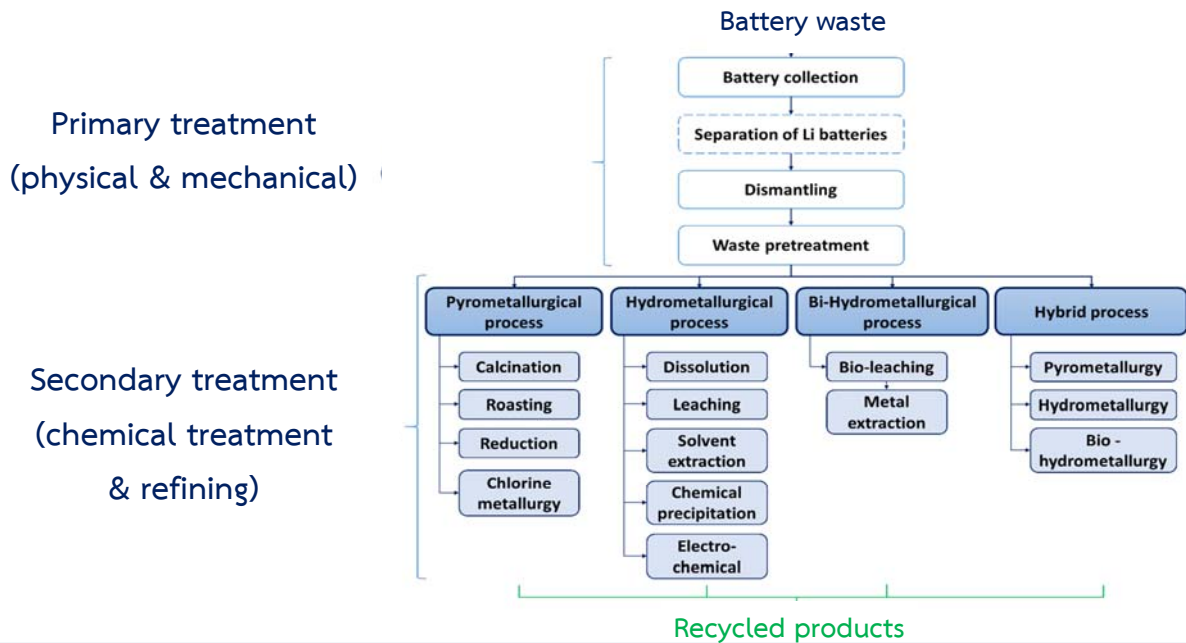 Battery waste
Primary treatment
(physical & mechanical)
Battery collection
Separation of Li batteries
Dismantling
Waste pretreatment
Secondary treatment
(chemical treatment
& refining)
Pyrometallurgical
process
Calcination
Roasting
Reduction
Chlorine
metallurgy
Hydrometallurgical
process
Dissolution
Leaching
Solvent
extraction
Chemical
precipitation
Electro-
chemical
Bi-Hydrometallurgical
process
Bio-leaching
Metal
extraction
Hybrid process
Pyrometallurgy
Hydrometallurgy
Bio -
hydrometallurgy
Recycled products